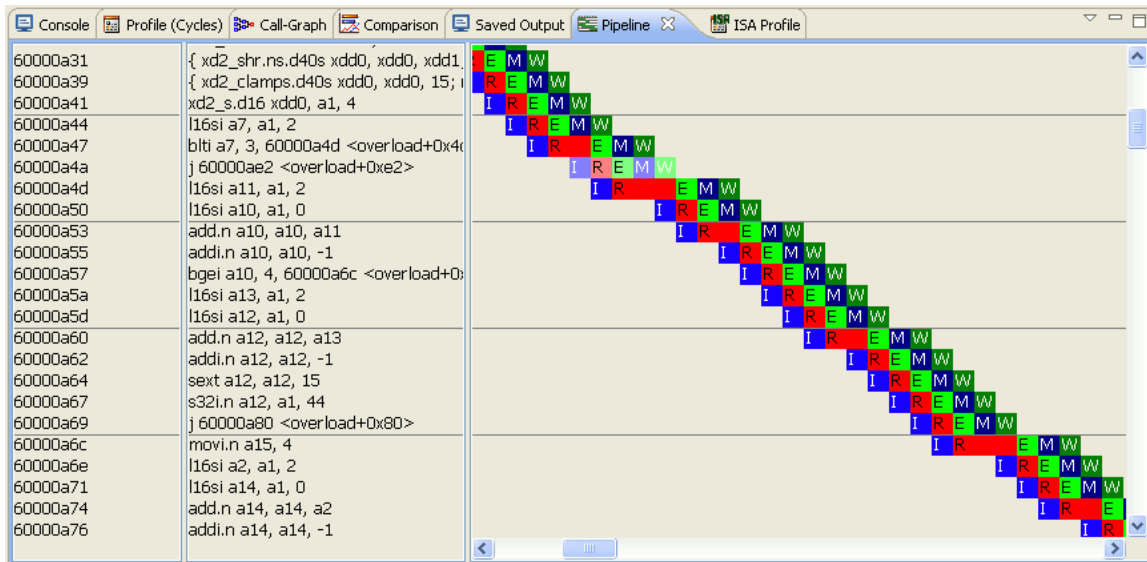 Console Profile (Cycles) Call-Graph Comparison Saved Output Pipeline ISA Profile
60000a31 { xd2_shr.ns.d40s xdd0, xdd0, xdd1 E M W
60000a39 { xd2_clamps.d40s xdd0, xdd0, 15; I R E M W
60000a41 xd2_s.d16 xdd0, a1, 4 I R E M W
60000a44 l16si a7, a1, 2 I R E M W
60000a47 blti a7, 3, 60000a4d <overload+0x4 I R E M W
60000a4a j 60000ae2 <overload+0xe2> I R E M W
60000a4d l16si a11, a1, 2 I R E M W
60000a50 l16si a10, a1, 0 I R E M W
60000a53 add.n a10, a10, a11 I R E M W
60000a55 addi.n a10, a10, -1 I R E M W
60000a57 bgei a10, 4, 60000a6c <overload+0 I R E M W
60000a5a l16si a13, a1, 2 I R E M W
60000a5d l16si a12, a1, 0 I R E M W
60000a60 add.n a12, a12, a13 I R E M W
60000a62 addi.n a12, a12, -1 I R E M W
60000a64 sext a12, a12, 15 I R E M W
60000a67 s32i.n a12, a1, 44 I R E M W
60000a69 j 60000a80 <overload+0x80> I R E M W
60000a6c movi.n a15, 4 I R E M W
60000a6e l16si a2, a1, 2 I R E M W
60000a71 l16si a14, a1, 0 I R E M W
60000a74 add.n a14, a14, a2 I R E
60000a76 addi.n a14, a14, -1 I R